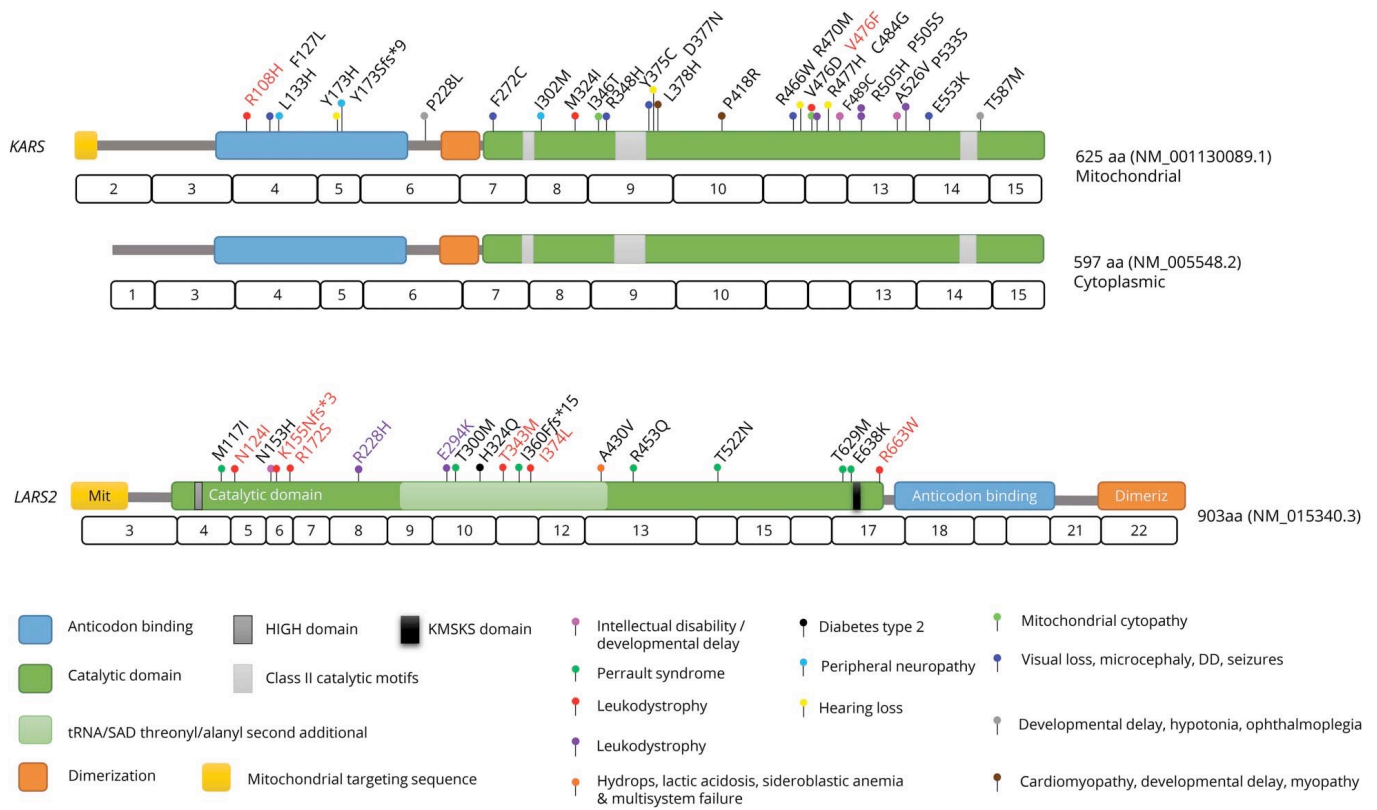 R108H F127L
L133H
Y173H
Y173Sfs*9
P228L
F272C
I302M
M324I
I346T
R348H
Y375C
D377N
L378H
P418R
R466W R470M
V476D V476F
R477H C484G
F489C
R505H P505S
A526V P533S
E553K
T587M
KARS
625 aa (NM_001130089.1)
Mitochondrial
2 3 4 5 6 7 8 9 10 13 14 15
597 aa (NM_005548.2)
Cytoplasmic
1 3 4 5 6 7 8 9 10 13 14 15
M117I
N124I
N153H
K155Nfs*3
R172S
R228H
E294K
T300M
H324Q
T343M
I360Ffs*15
I374L
A430V
R453Q
T522N
T629M
E638K
R663W
LARS2
Mit Catalytic domain Anticodon binding Dimeriz
903aa (NM_015340.3)
3 4 5 6 7 8 9 10 12 13 15 17 18 21 22
Anticodon binding
HIGH domain
KMSKS domain
Catalytic domain
Class II catalytic motifs
tRNA/SAD threonyl/alanyl second additional
Dimerization
Mitochondrial targeting sequence
Intellectual disability /
developmental delay
Perrault syndrome
Leukodystrophy
Leukodystrophy
Hydrops, lactic acidosis, sideroblastic anemia
& multisystem failure
Diabetes type 2
Peripheral neuropathy
Hearing loss
Mitochondrial cytopathy
Visual loss, microcephaly, DD, seizures
Developmental delay, hypotonia, ophthalmoplegia
Cardiomyopathy, developmental delay, myopathy